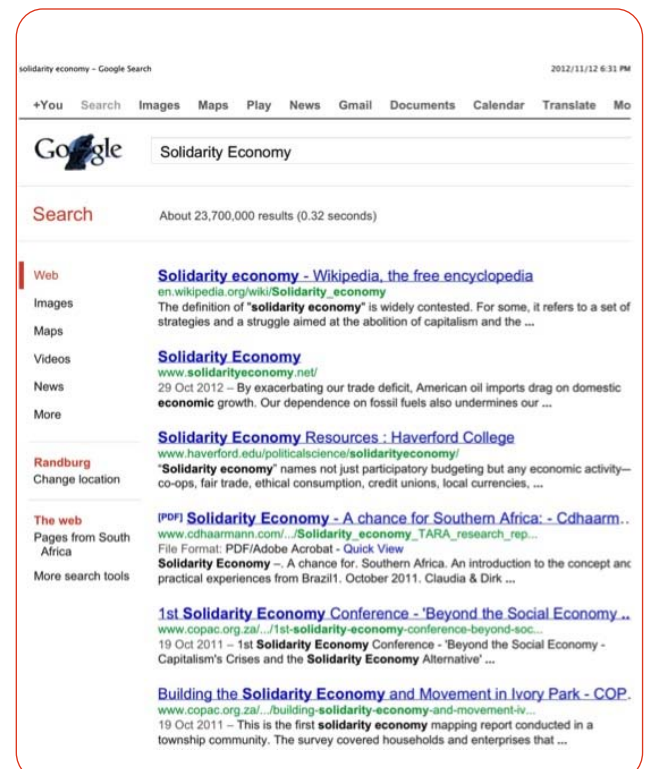 solidarity economy – Google Search 2012/11/12 6:31 PM
+You Search Images Maps Play News Gmail Documents Calendar Translate Mo
Google Solidarity Economy
Search About 23,700,000 results (0.32 seconds)
Web
Images
Maps
Videos
News
More
Randburg
Change location
The web
Pages from South
Africa
More search tools
Solidarity economy - Wikipedia, the free encyclopedia
en.wikipedia.org/wiki/Solidarity_economy
The definition of "solidarity economy" is widely contested. For some, it refers to a set of
strategies and a struggle aimed at the abolition of capitalism and the ...
Solidarity Economy
www.solidarityeconomy.net/
29 Oct 2012 – By exacerbating our trade deficit, American oil imports drag on domestic
economic growth. Our dependence on fossil fuels also undermines our ...
Solidarity Economy Resources : Haverford College
www.haverford.edu/politicalscience/solidarityeconomy/
"Solidarity economy" names not just participatory budgeting but any economic activity—
co-ops, fair trade, ethical consumption, credit unions, local currencies, ...
[PDF] Solidarity Economy - A chance for Southern Africa: - Cdhaarm..
www.cdhaarmann.com/.../Solidarity_economy_TARA_research_rep...
File Format: PDF/Adobe Acrobat - Quick View
Solidarity Economy –. A chance for. Southern Africa. An introduction to the concept and
practical experiences from Brazil1. October 2011. Claudia & Dirk ...
1st Solidarity Economy Conference - 'Beyond the Social Economy ..
www.copac.org.za/.../1st-solidarity-economy-conference-beyond-soc...
19 Oct 2011 – 1st Solidarity Economy Conference - 'Beyond the Social Economy -
Capitalism's Crises and the Solidarity Economy Alternative' ...
Building the Solidarity Economy and Movement in Ivory Park - COP.
www.copac.org.za/.../building-solidarity-economy-and-movement-iv...
19 Oct 2011 – This is the first solidarity economy mapping report conducted in a
township community. The survey covered households and enterprises that ...